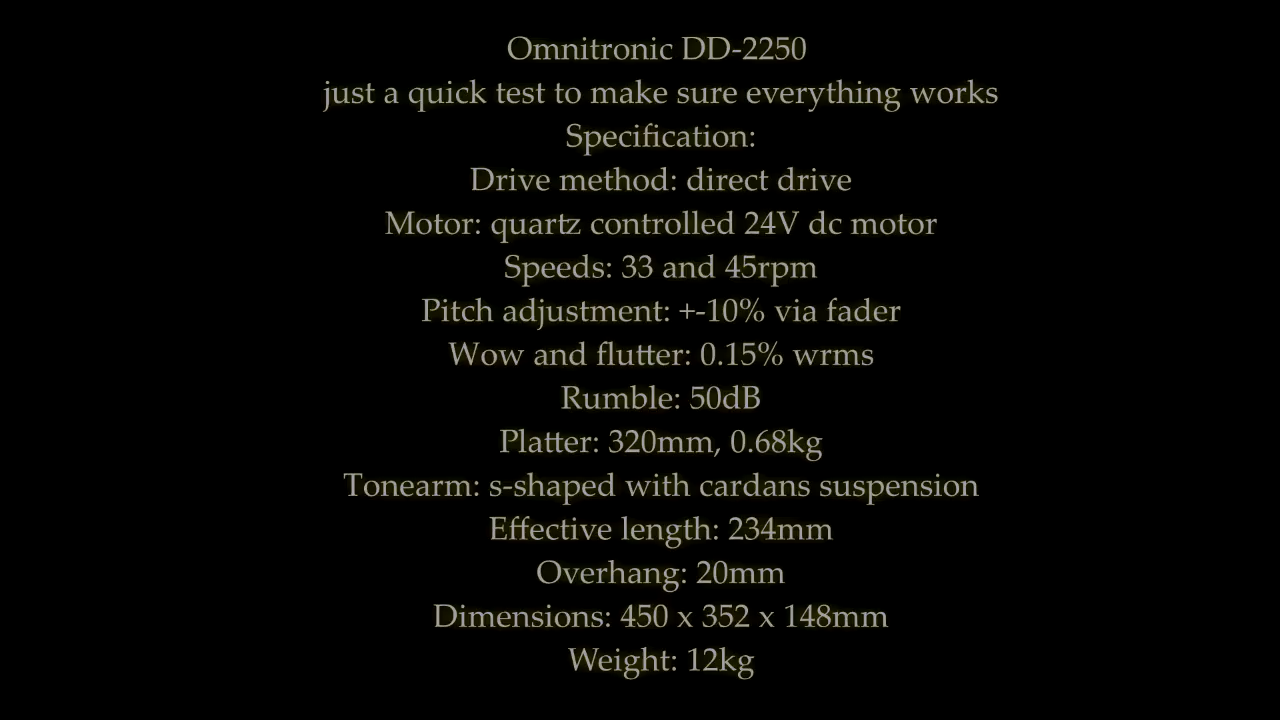 Omnitronic DD-2250
just a quick test to make sure everything works
Specification:
Drive method: direct drive
Motor: quartz controlled 24V dc motor
Speeds: 33 and 45rpm
Pitch adjustment: +-10% via fader
Wow and flutter: 0.15% wrms
Rumble: 50dB
Platter: 320mm, 0.68kg
Tonearm: s-shaped with cardans suspension
Effective length: 234mm
Overhang: 20mm
Dimensions: 450 x 352 x 148mm
Weight: 12kg